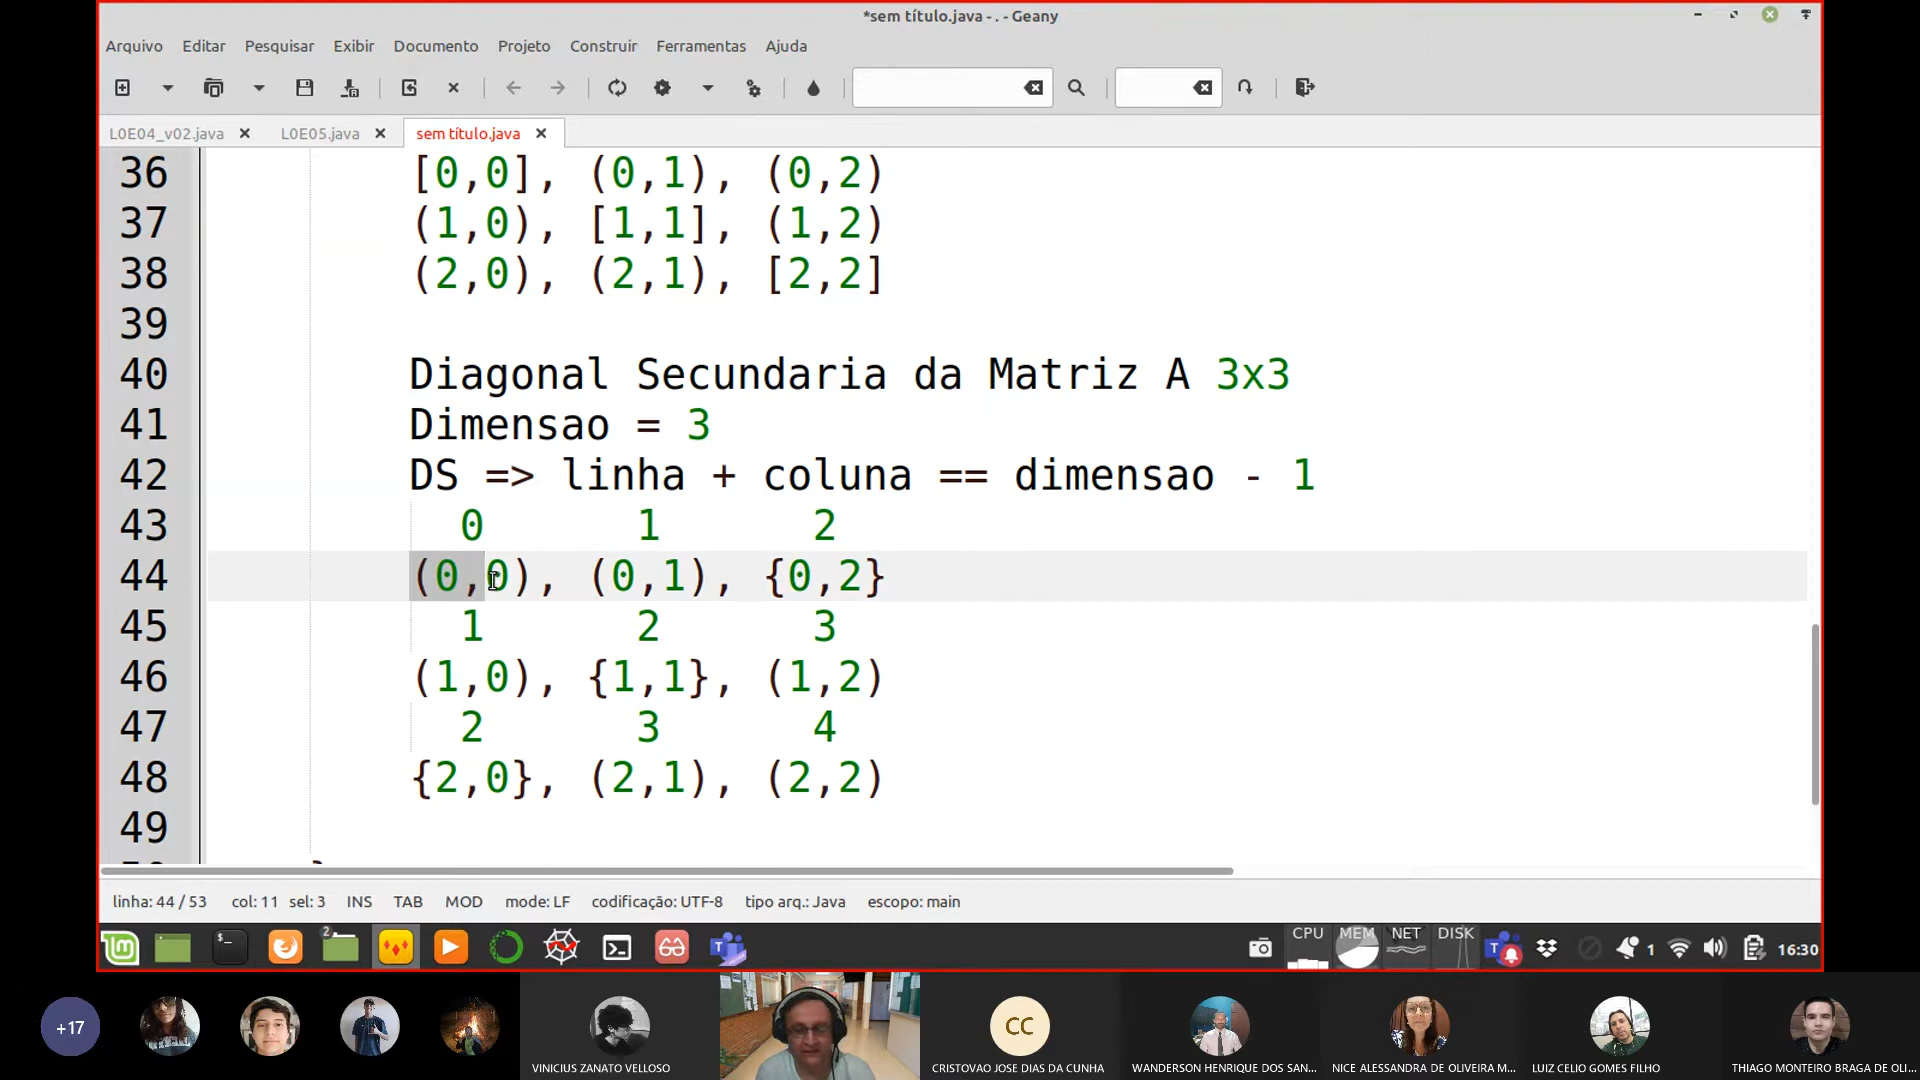 *sem título.java - . - Geany
Arquivo Editar Pesquisar Exibir Documento Projeto Construir Ferramentas Ajuda
L0E04_v02.java L0E05.java sem título.java
36 [0,0], (0,1), (0,2)
37 (1,0), [1,1], (1,2)
38 (2,0), (2,1), [2,2]
39
40 Diagonal Secundaria da Matriz A 3x3
41 Dimensao = 3
42 DS => linha + coluna == dimensao - 1
43 0 1 2
44 (0,0), (0,1), {0,2}
45 1 2 3
46 (1,0), {1,1}, (1,2)
47 2 3 4
48 {2,0}, (2,1), (2,2)
49
linha: 44 / 53 col: 11 sel: 3 INS TAB MOD mode: LF codificação: UTF-8 tipo arq.: Java escopo: main
2 CPU MEM NET DISK 1 16:30
+17 CC
VINICIUS ZANATO VELLOSO CRISTOVAO JOSE DIAS DA CUNHA WANDERSON HENRIQUE DOS SAN... NICE ALESSANDRA DE OLIVEIRA M... LUIZ CELIO GOMES FILHO THIAGO MONTEIRO BRAGA DE OLI...